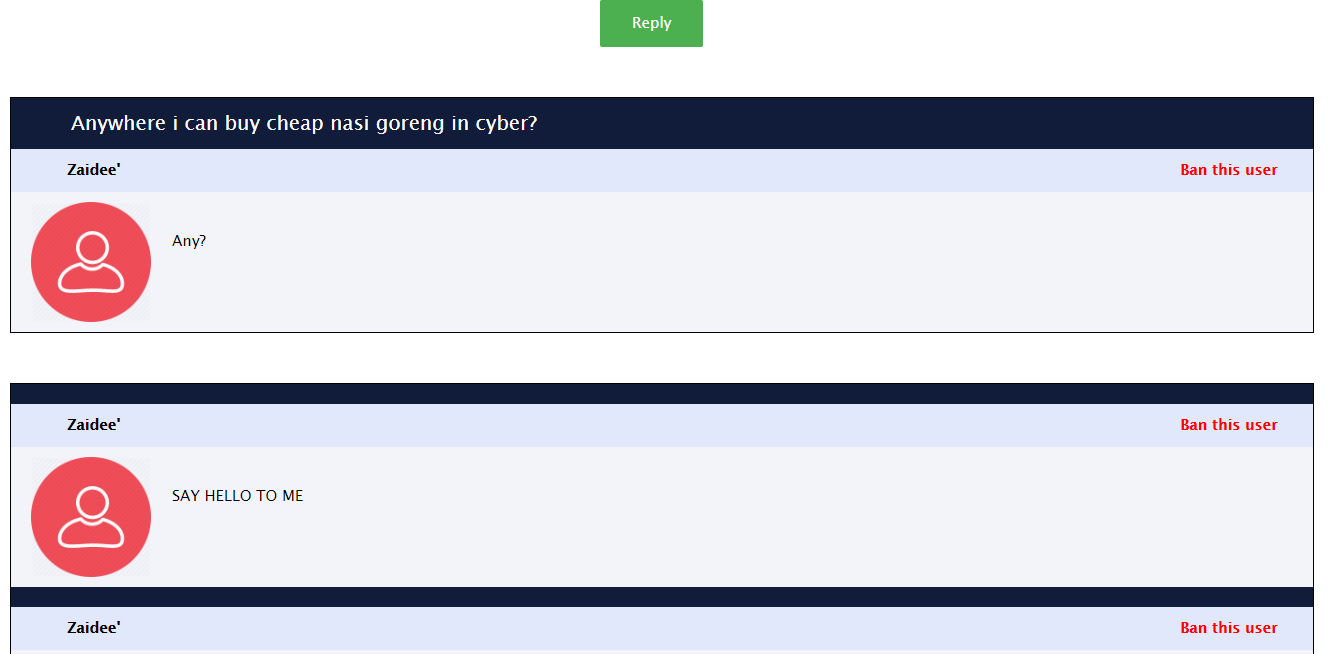 Reply
Anywhere i can buy cheap nasi goreng in cyber?
Zaidee' Ban this user
Any?
Zaidee' Ban this user
SAY HELLO TO ME
Zaidee' Ban this user